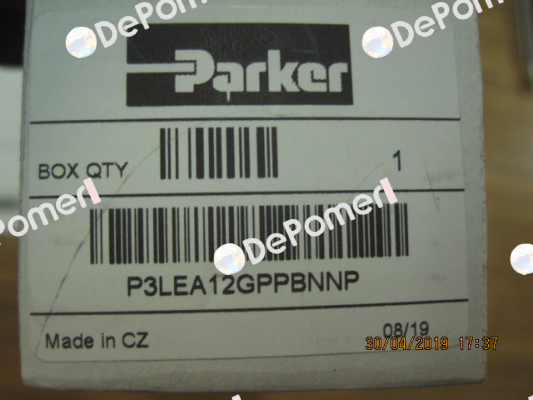 DePomeri
DePomeri
Parker
BOX QTY 1
DePomeri
DePomeri
P3LEA12GPPBNNP
Made in CZ 08/19
30/04/2019 17:37